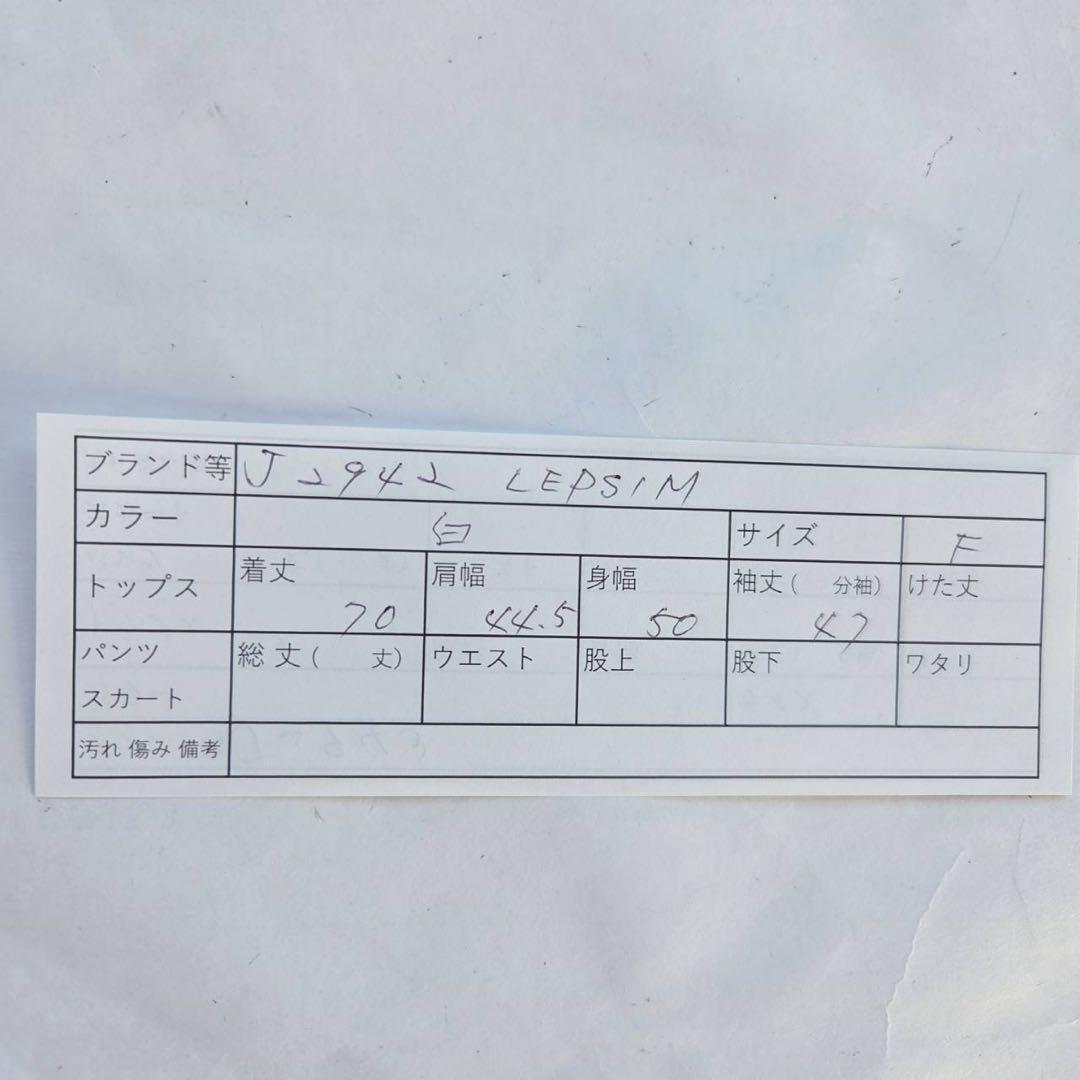 ブランド等 J2942 LEPSIM
カラー 白 サイズ F
トップス 着丈 70 肩幅 44.5 身幅 50 袖丈( 分袖) 47 けた丈
パンツ スカート 総丈( 丈) ウエスト 股上 股下 ワタリ
汚れ 傷み 備考